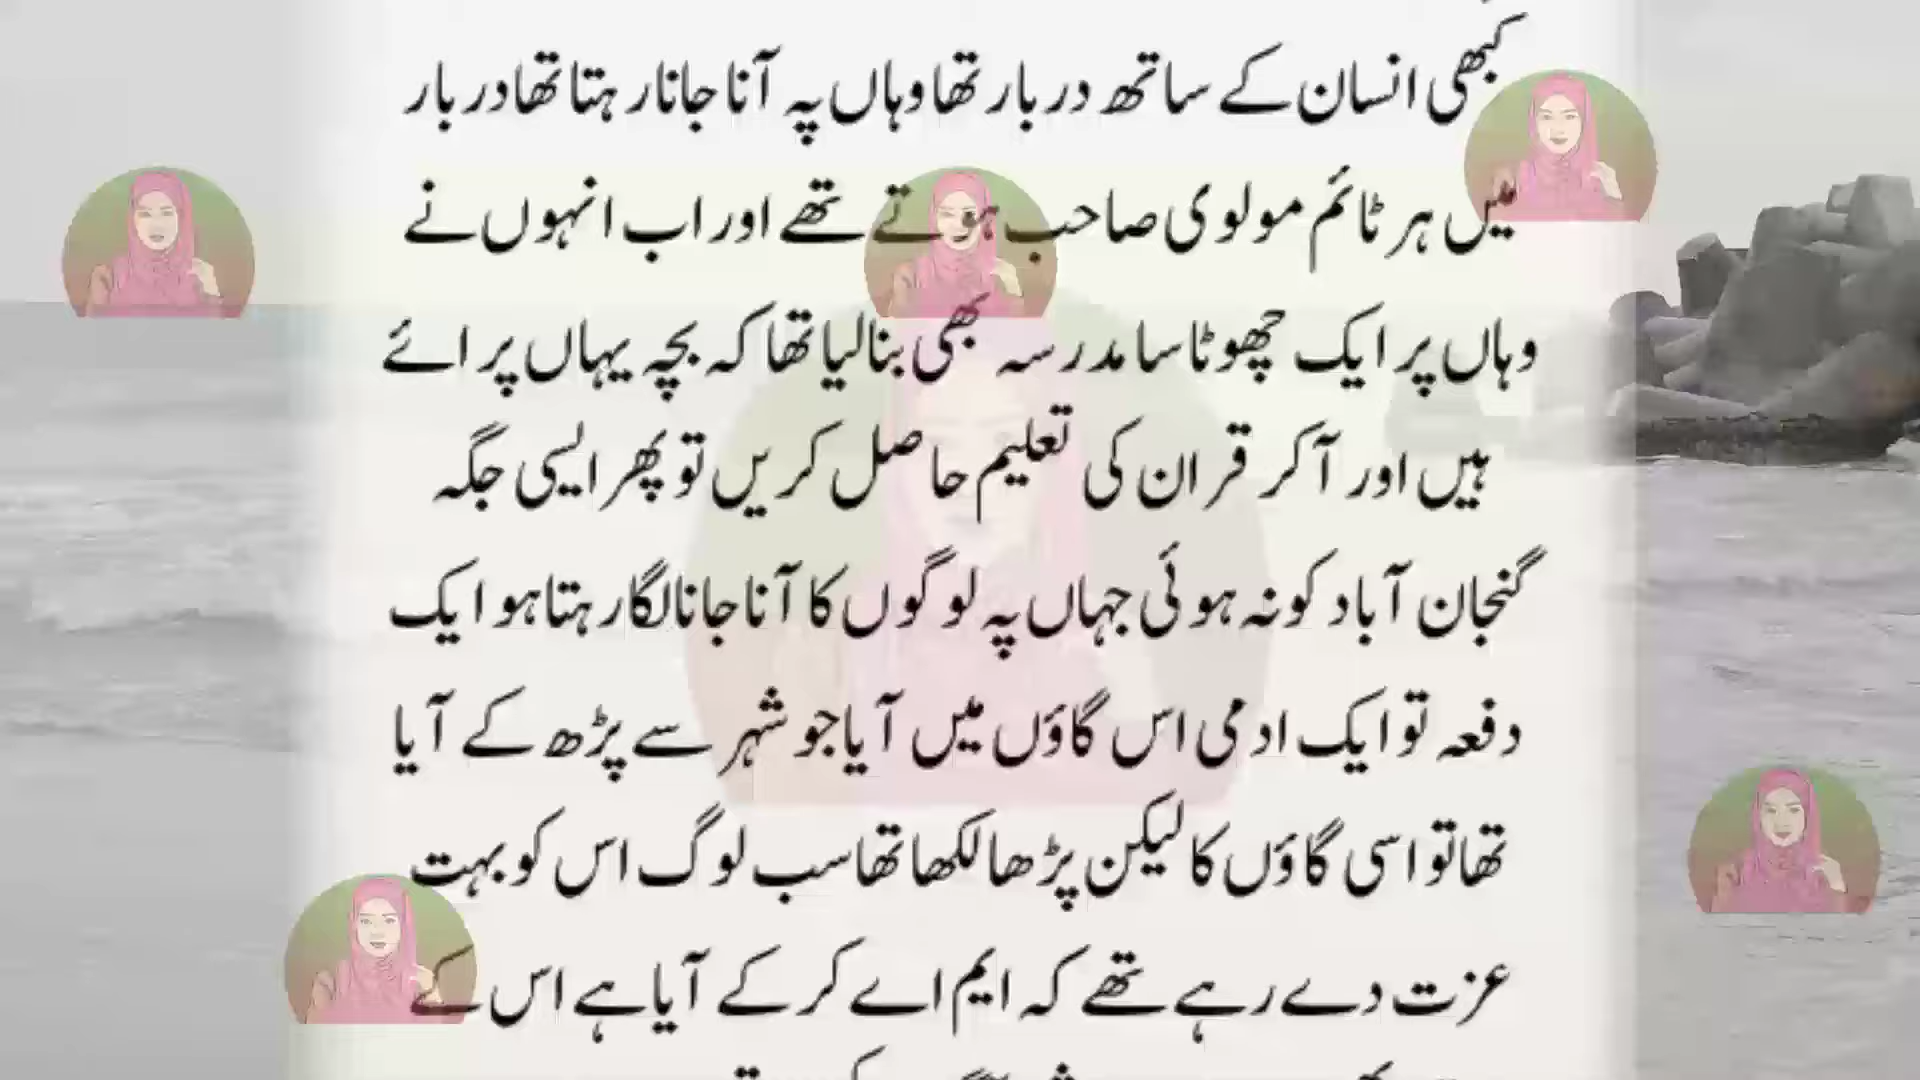 کبھی انسان کے ساتھ دربار تھا وہاں پہ آنا جانا رہتا تھا دربار
میں ہر ٹائم مولوی صاحب ہوتے تھے اور اب انہوں نے
وہاں پر ایک چھوٹا سا مدرسہ بھی بنا لیا تھا کہ بچہ یہاں پر ائے
ہیں اور آکر قران کی تعلیم حاصل کریں تو پھر ایسی جگہ
گنجان آباد کو نہ ہوئی جہاں پہ لوگوں کا آنا جانا لگا رہتا ہو ایک
دفعہ تو ایک ادمی اس گاؤں میں آیا جو شہر سے پڑھ کے آیا
تھا تو اسی گاؤں کا لیکن پڑھا لکھا تھا سب لوگ اس کو بہت
عزت دے رہے تھے کہ ایم اے کر کے آیا ہے اس کے